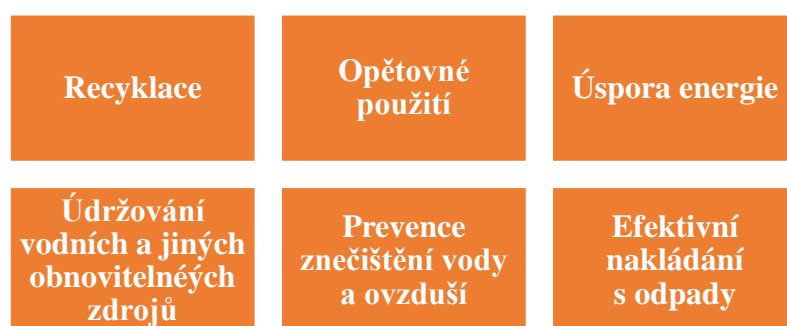 Recyklace
Opětovné
použití
Úspora energie
Údržování
vodních a jiných
obnovitelnéých
zdrojů
Prevence
znečištění vody
a ovzduší
Efektivní
nakládání
s odpady